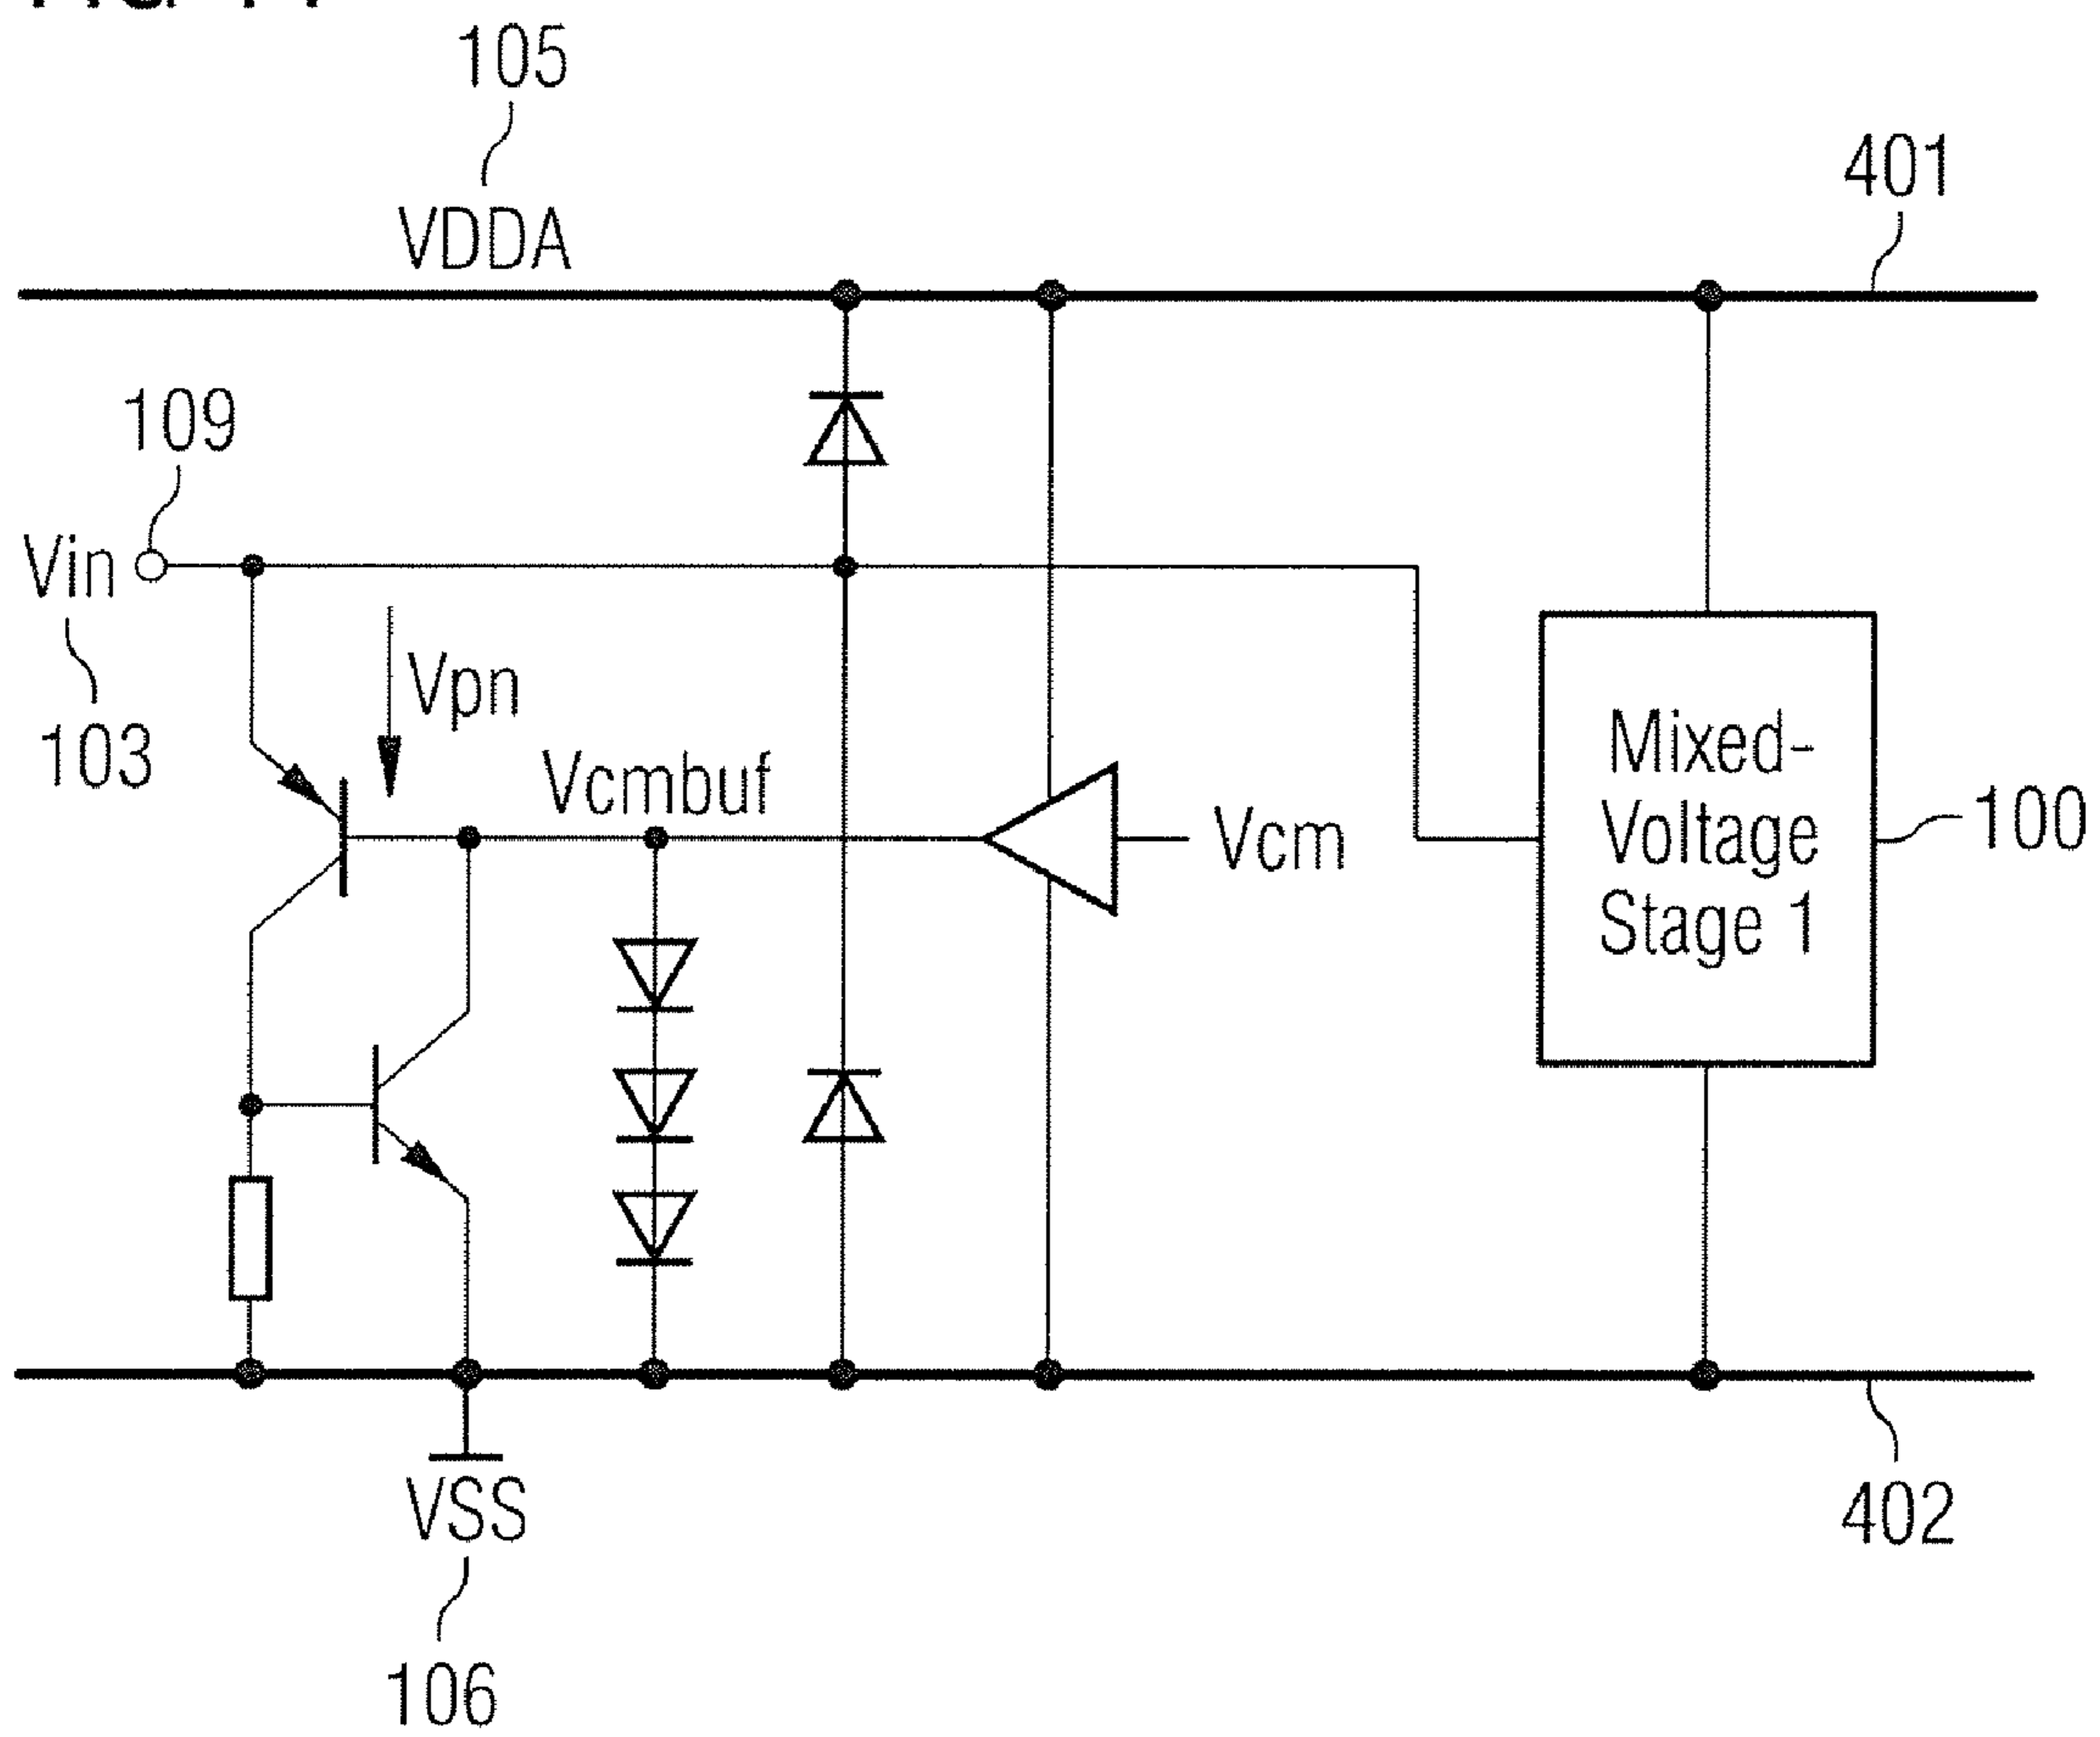 105
VDDA
401
109
Vin
103
Vpn
Vcmbuf
Vcm
Mixed-
Voltage
Stage 1
100
VSS
106
402